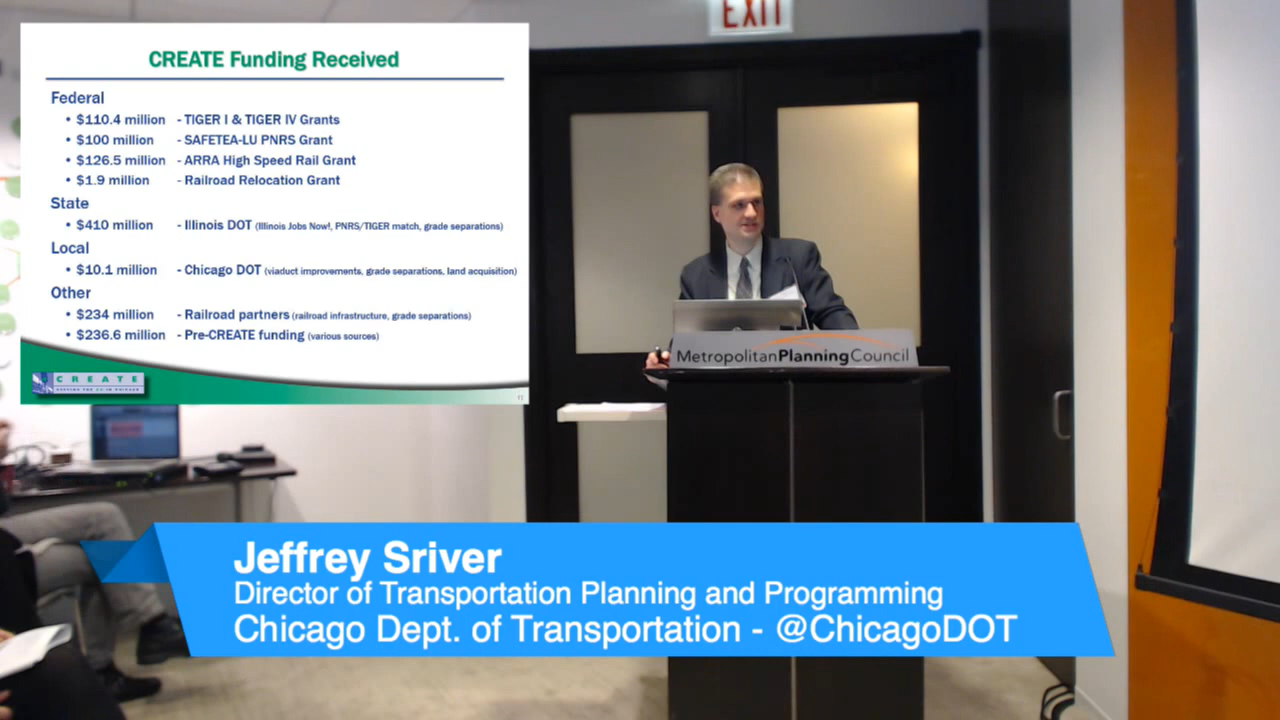 EXIT
CREATE Funding Received
Federal
• $110.4 million - TIGER I & TIGER IV Grants
• $100 million - SAFETEA-LU PNRS Grant
• $126.5 million - ARRA High Speed Rail Grant
• $1.9 million - Railroad Relocation Grant
State
• $410 million - Illinois DOT (Illinois Jobs Now!, PNRS/TIGER match, grade separations)
Local
• $10.1 million - Chicago DOT (viaduct improvements, grade separations, land acquisition)
Other
• $234 million - Railroad partners (railroad infrastructure, grade separations)
• $236.6 million - Pre-CREATE funding (various sources)
CREATE
11
MetropolitanPlanningCouncil
Jeffrey Sriver
Director of Transportation Planning and Programming
Chicago Dept. of Transportation - @ChicagoDOT